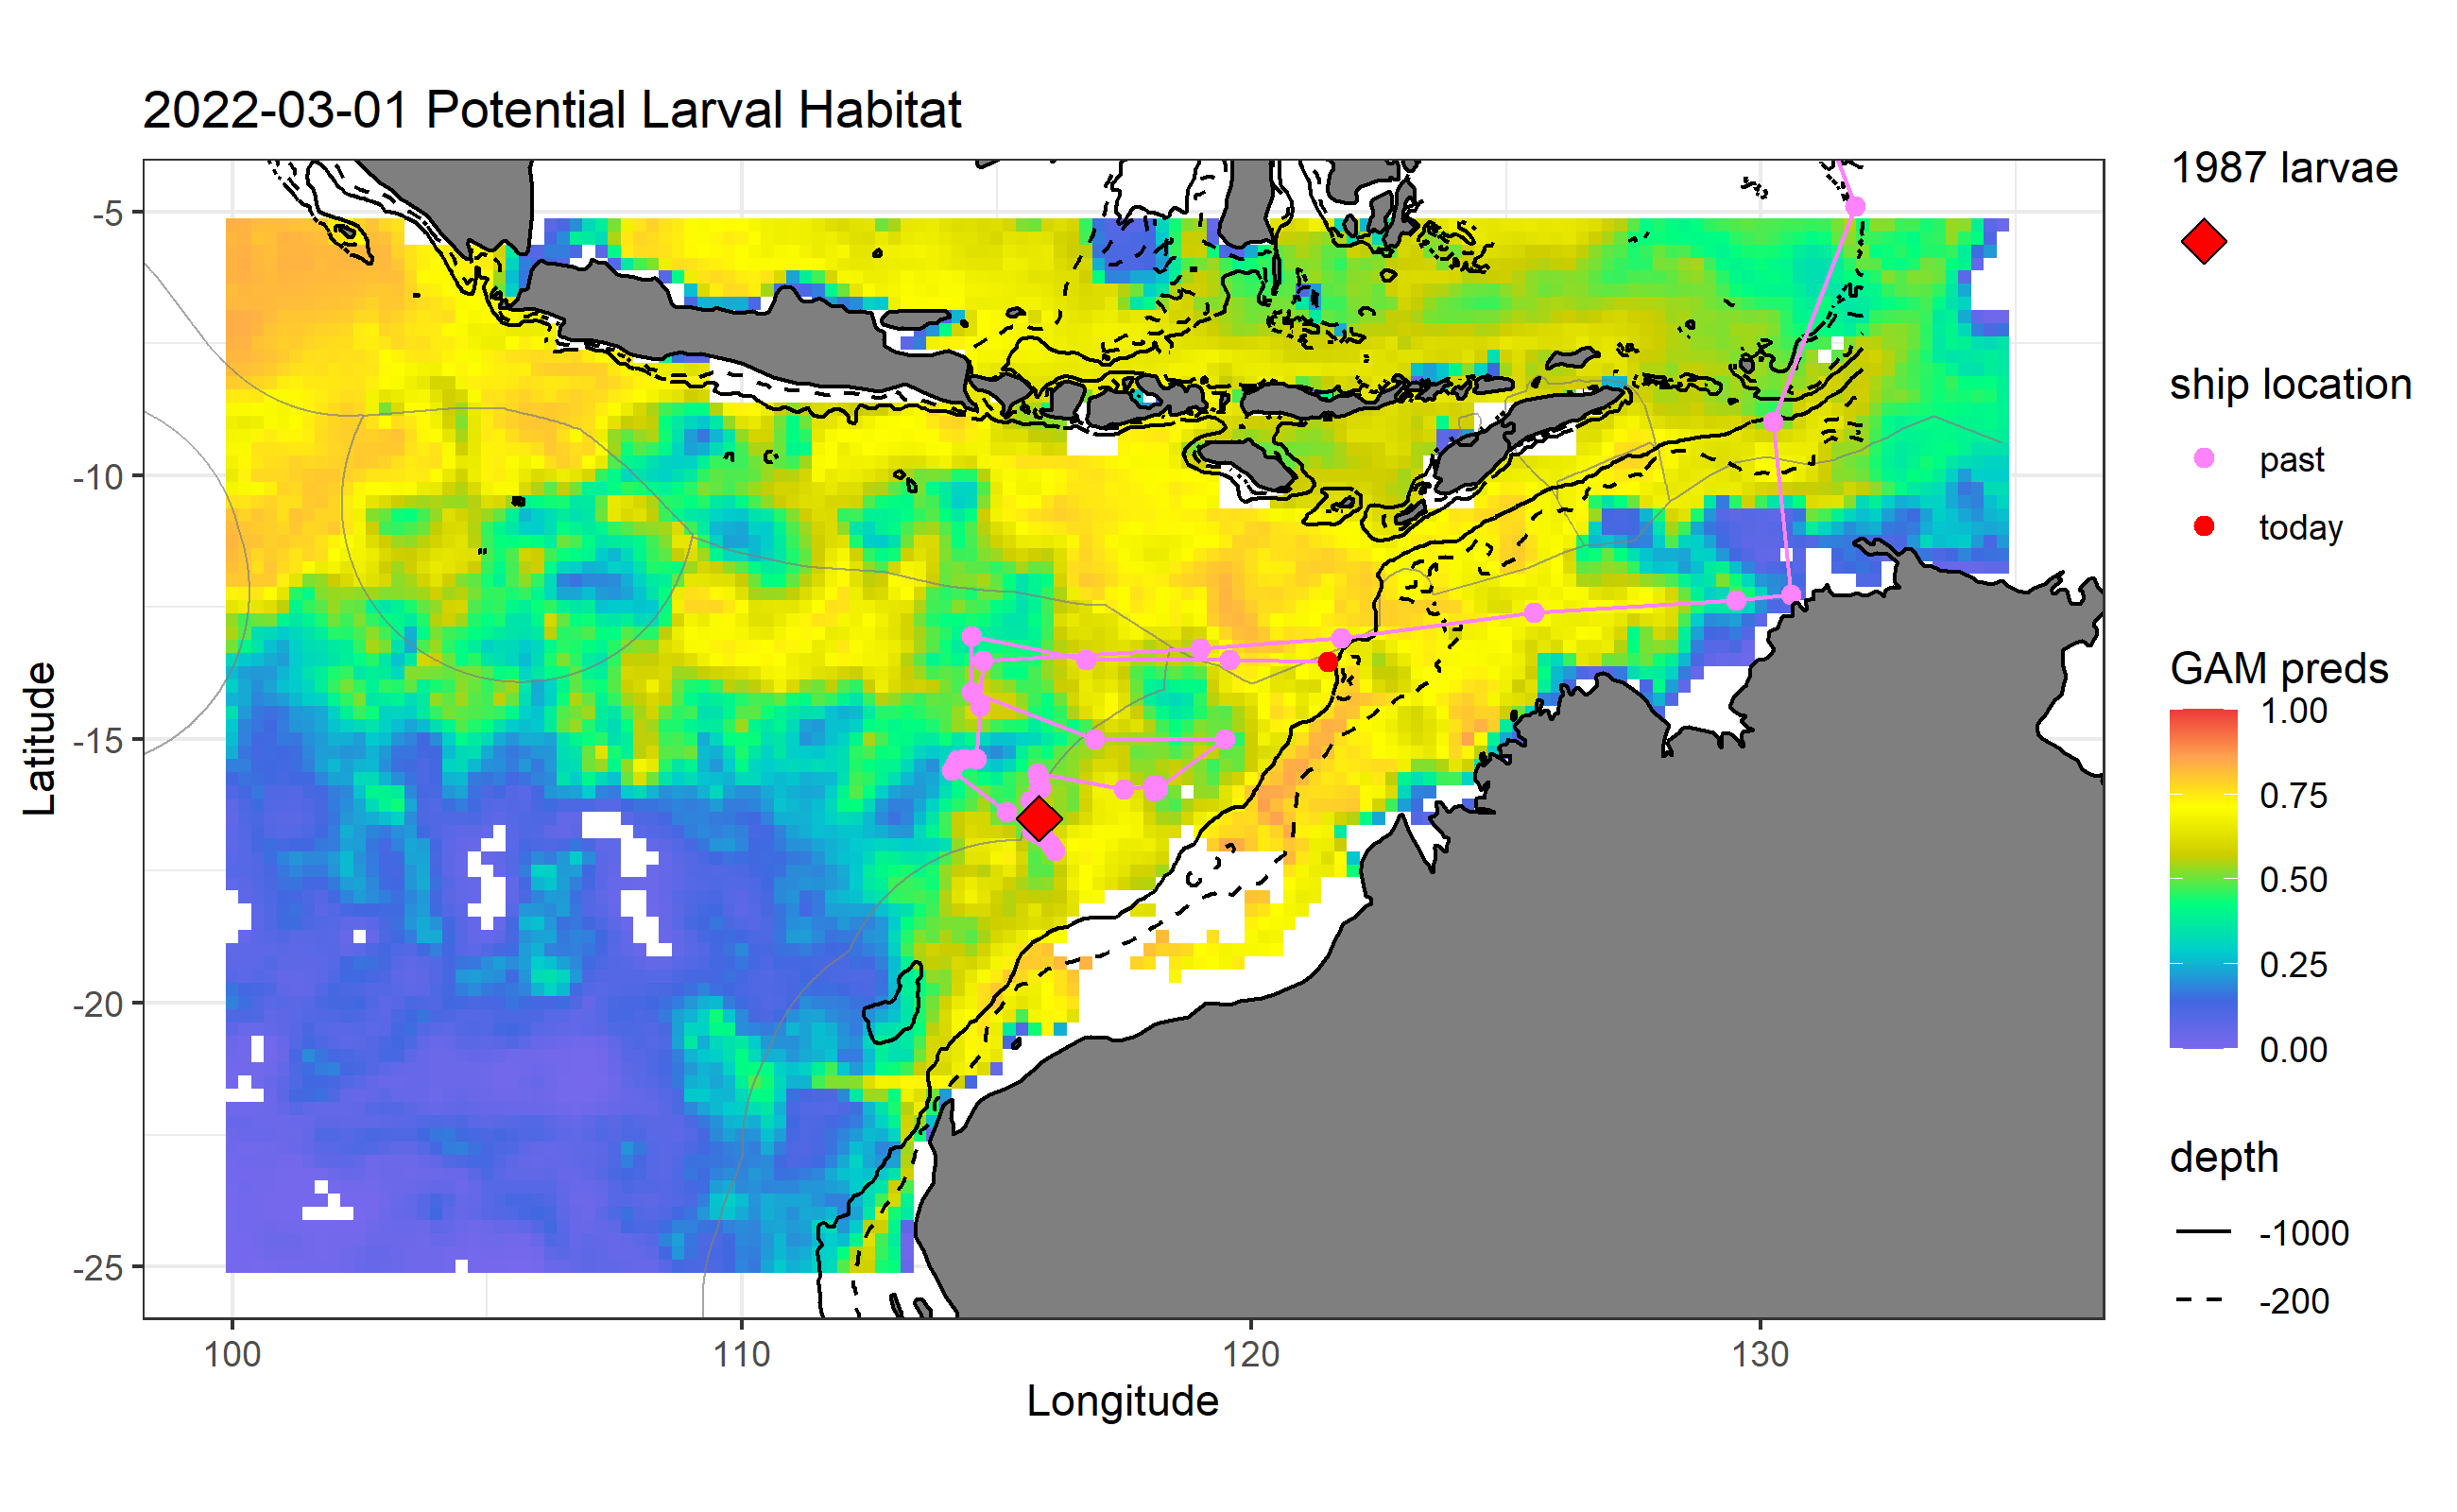 2022-03-01 Potential Larval Habitat
-5
-10
-15
-20
-25
Latitude
100
110
120
130
Longitude
1987 larvae
ship location
past
today
GAM preds
1.00
0.75
0.50
0.25
0.00
depth
-1000
-200